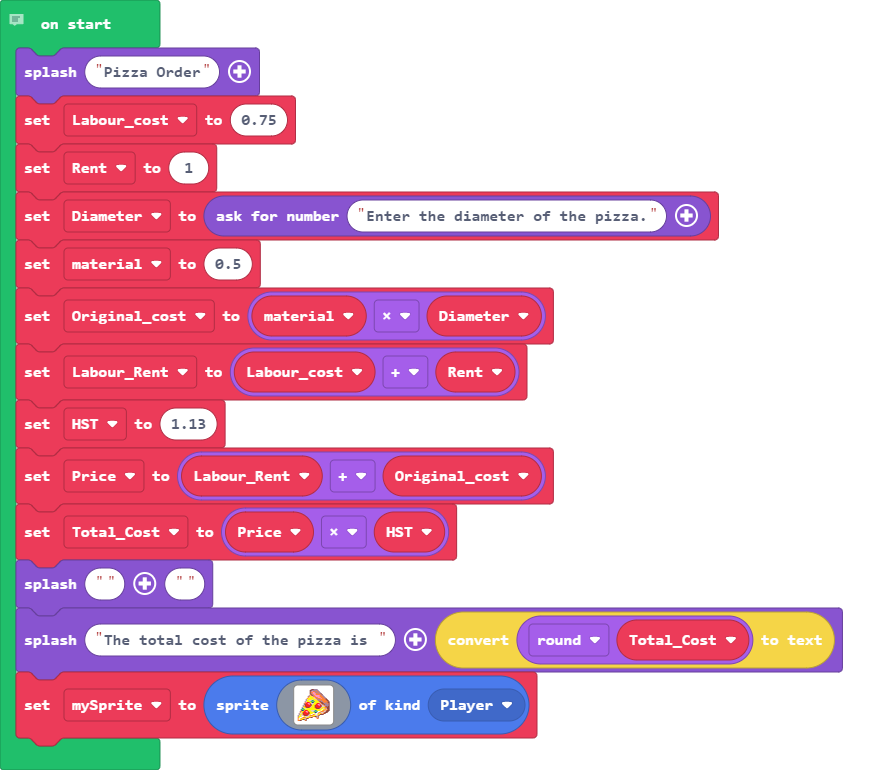 on start
splash "Pizza Order"
set Labour_cost to 0.75
set Rent to 1
set Diameter to ask for number "Enter the diameter of the pizza."
set material to 0.5
set Original_cost to material × Diameter
set Labour_Rent to Labour_cost + Rent
set HST to 1.13
set Price to Labour_Rent + Original_cost
set Total_Cost to Price × HST
splash " " " "
splash "The total cost of the pizza is " convert round Total_Cost to text
set mySprite to sprite of kind Player